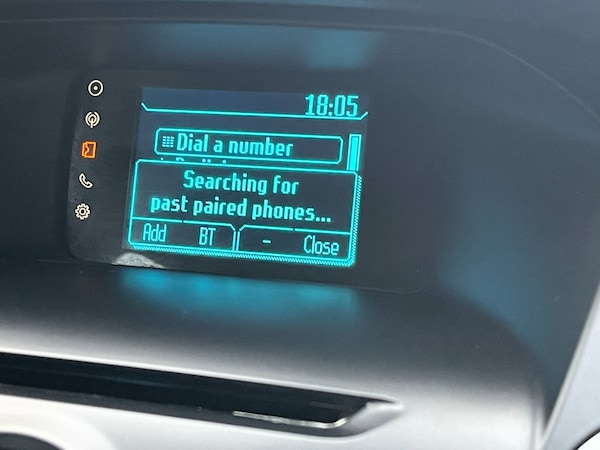 18:05
Dial a number
Searching for
past paired phones...
Add BT - Close